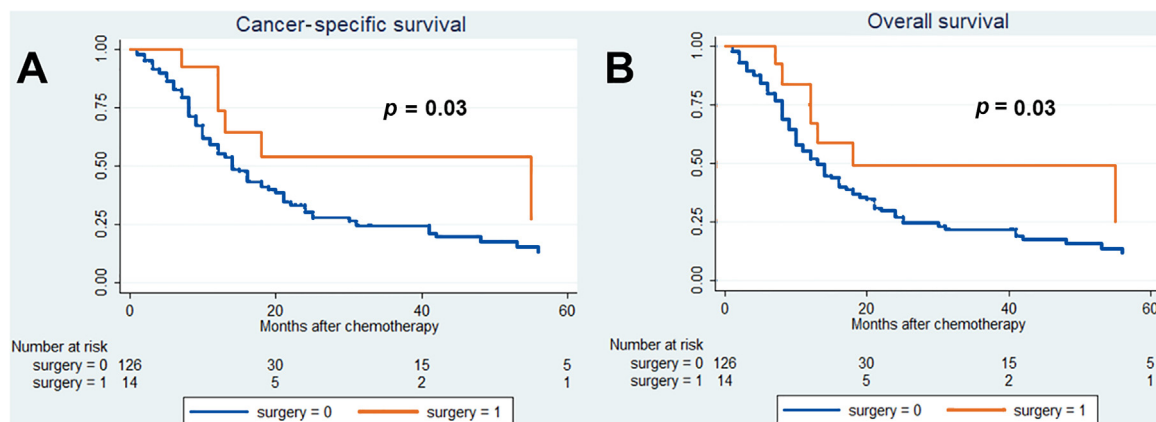 Cancer-specific survival
A
p = 0.03
1.00
0.75
0.50
0.25
0.00
0 20 40 60
Months after chemotherapy
Number at risk
surgery = 0 126 30 15 5
surgery = 1 14 5 2 1
surgery = 0 surgery = 1
Overall survival
B
p = 0.03
1.00
0.75
0.50
0.25
0.00
0 20 40 60
Months after chemotherapy
Number at risk
surgery = 0 126 30 15 5
surgery = 1 14 5 2 1
surgery = 0 surgery = 1